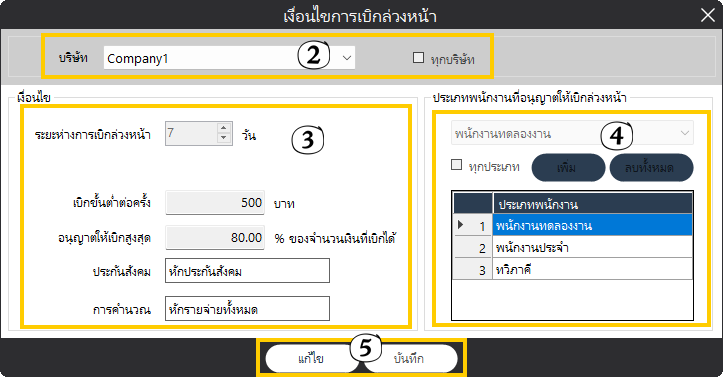 เงื่อนไขการเบิกล่วงหน้า
บริษัท Company1 2 ทุกบริษัท
เงื่อนไข
ระยะห่างการเบิกล่วงหน้า 7 วัน 3
เบิกขั้นต่ำต่อครั้ง 500 บาท
อนุญาตให้เบิกสูงสุด 80.00 % ของจำนวนเงินที่เบิกได้
ประกันสังคม หักประกันสังคม
การคำนวณ หักรายจ่ายทั้งหมด
ประเภทพนักงานที่อนุญาตให้เบิกล่วงหน้า
พนักงานทดลองงาน 4
ทุกประเภท เพิ่ม ลบทั้งหมด
ประเภทพนักงาน
1 พนักงานทดลองงาน
2 พนักงานประจำ
3 ทวิภาคี
แก้ไข 5 บันทึก